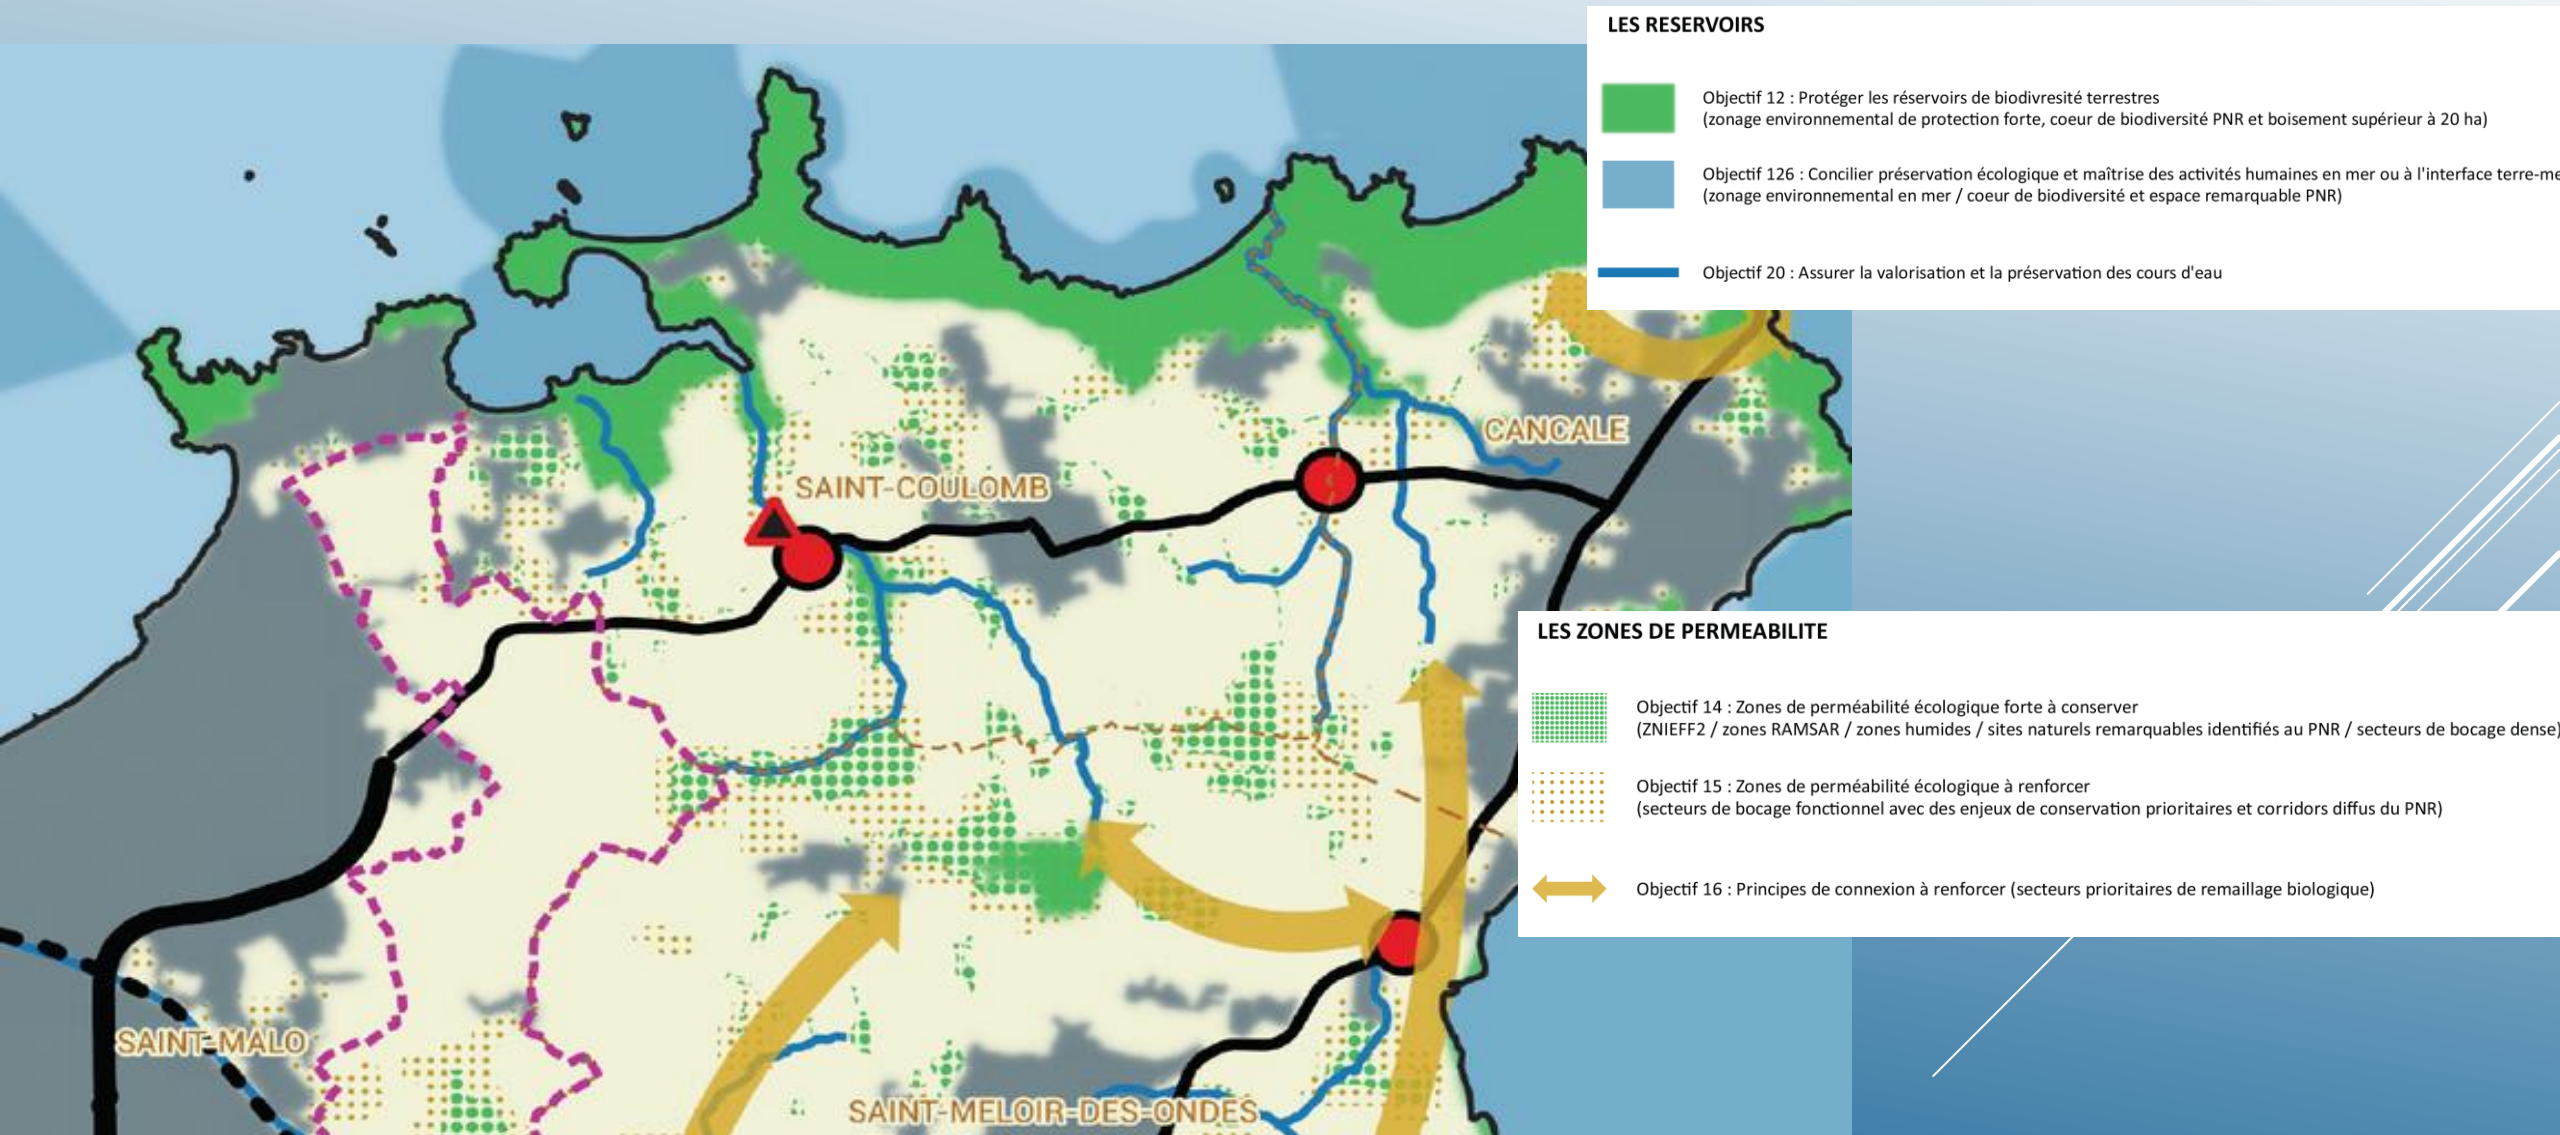 LES RESERVOIRS
Objectif 12 : Protéger les réservoirs de biodivresité terrestres
(zonage environnemental de protection forte, coeur de biodiversité PNR et boisement supérieur à 20 ha)
Objectif 126 : Concilier préservation écologique et maîtrise des activités humaines en mer ou à l'interface terre-me
(zonage environnemental en mer / coeur de biodiversité et espace remarquable PNR)
Objectif 20 : Assurer la valorisation et la préservation des cours d'eau
CANCALE
SAINT-COULOMB
LES ZONES DE PERMEABILITE
Objectif 14 : Zones de perméabilité écologique forte à conserver
(ZNIEFF2 / zones RAMSAR / zones humides / sites naturels remarquables identifiés au PNR / secteurs de bocage dense)
Objectif 15 : Zones de perméabilité écologique à renforcer
(secteurs de bocage fonctionnel avec des enjeux de conservation prioritaires et corridors diffus du PNR)
Objectif 16 : Principes de connexion à renforcer (secteurs prioritaires de remaillage biologique)
SAINT-MALO
SAINT-MELOIR-DES-ONDES